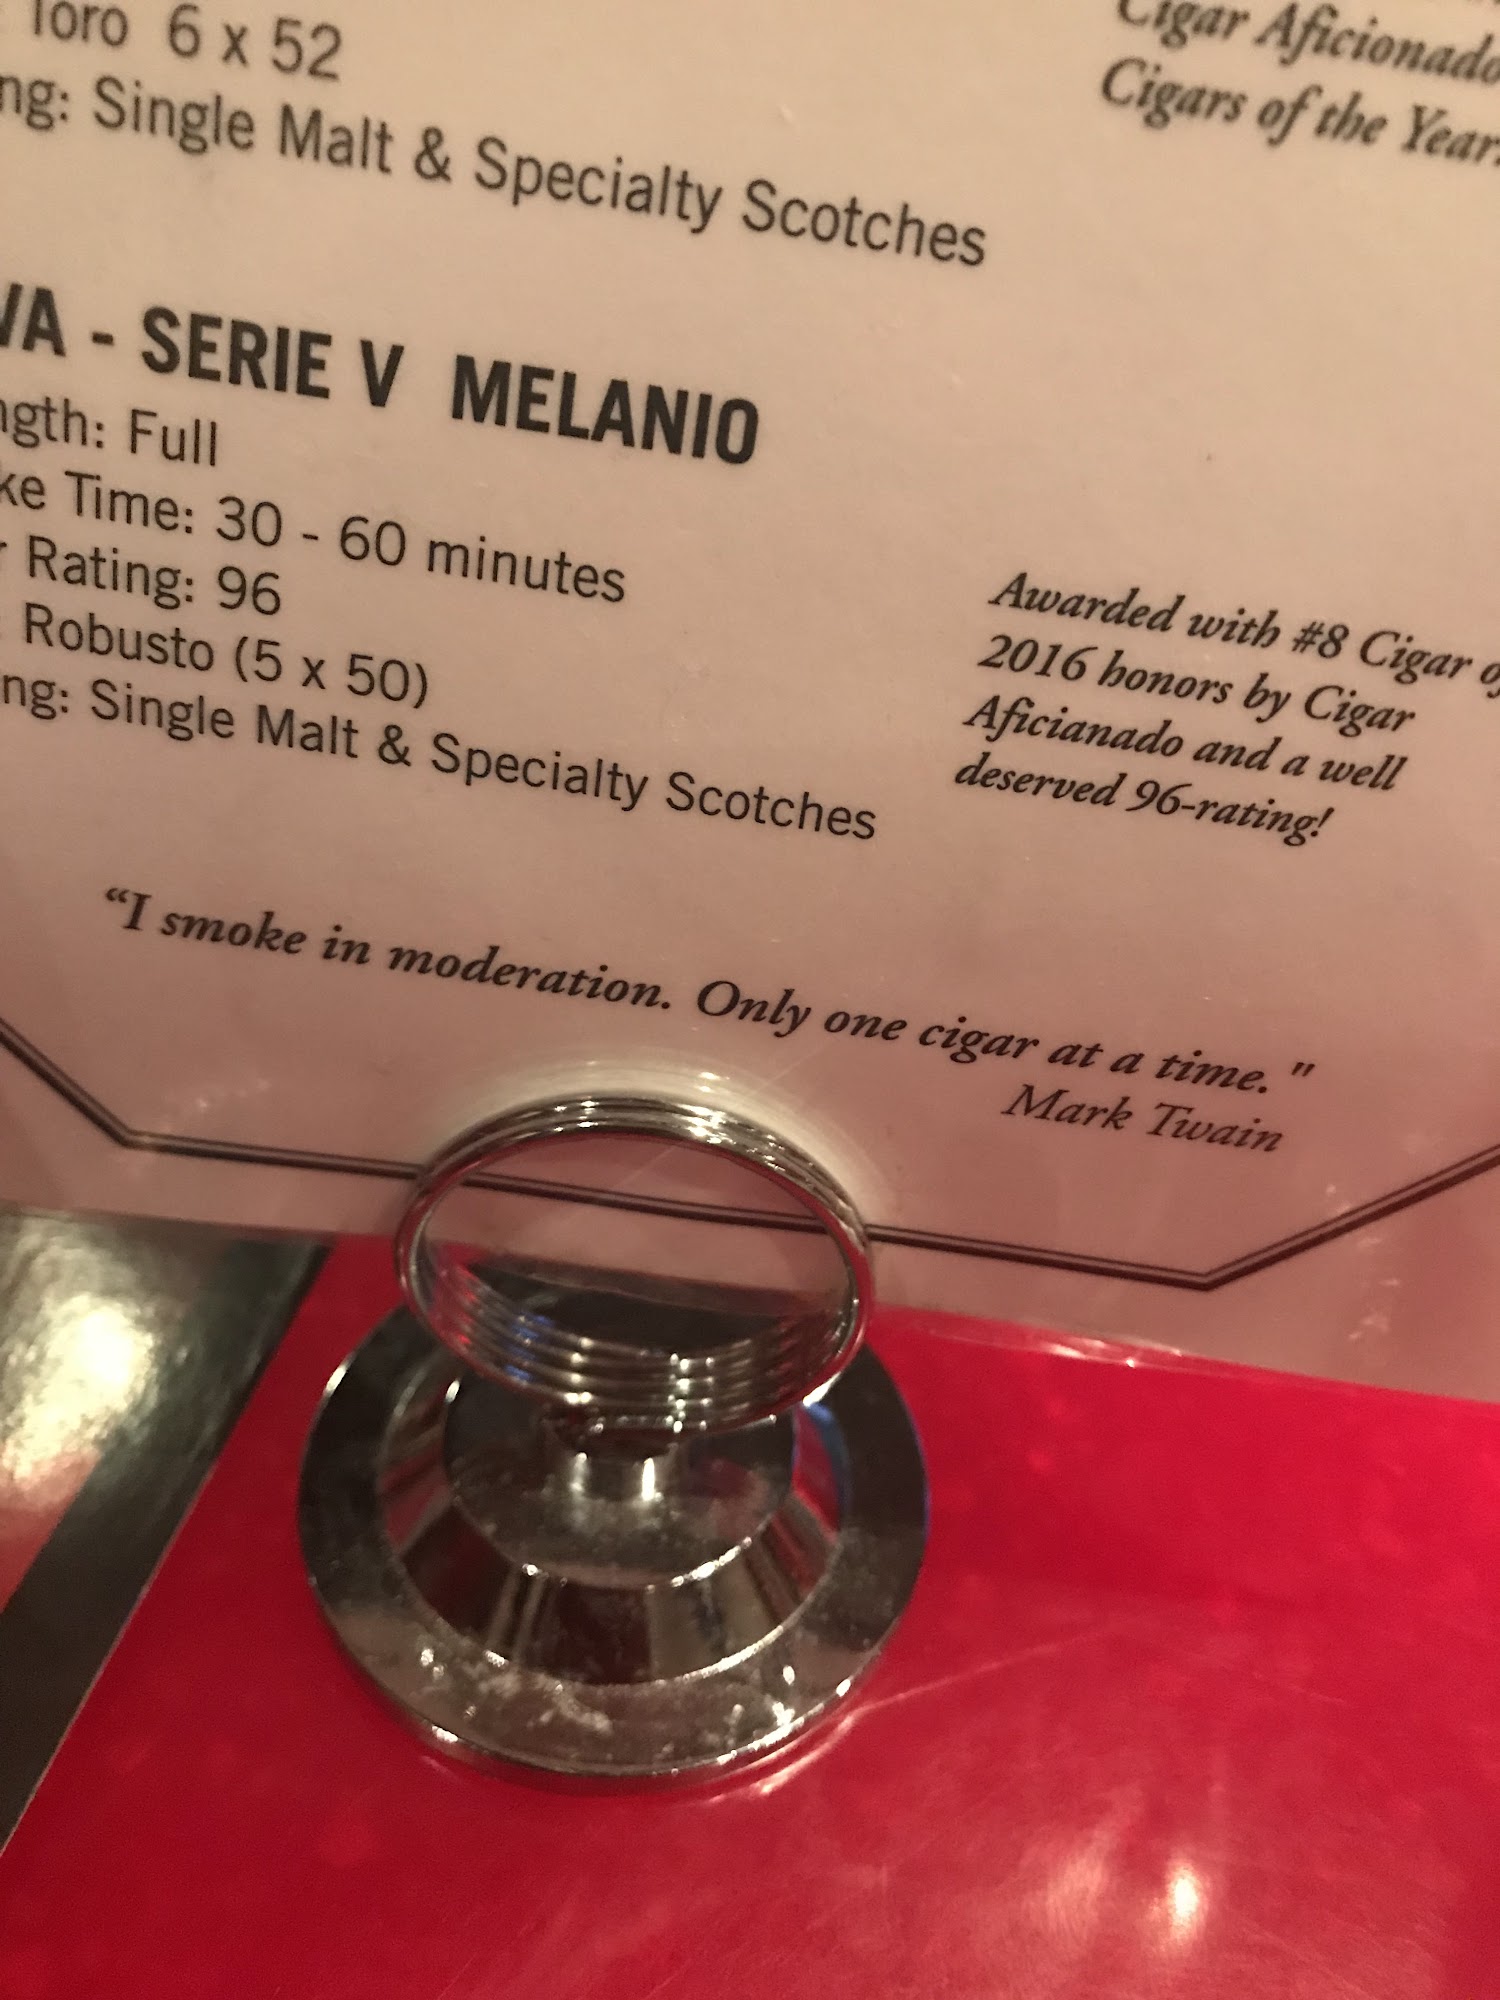 Toro 6 x 52
ng: Single Malt & Specialty Scotches
Cigar Aficionado
Cigars of the Year.
VA - SERIE V MELANIO
ngth: Full
ke Time: 30 - 60 minutes
r Rating: 96
: Robusto (5 x 50)
ng: Single Malt & Specialty Scotches
Awarded with #8 Cigar of
2016 honors by Cigar
Aficianado and a well
deserved 96-rating!
“I smoke in moderation. Only one cigar at a time."
Mark Twain